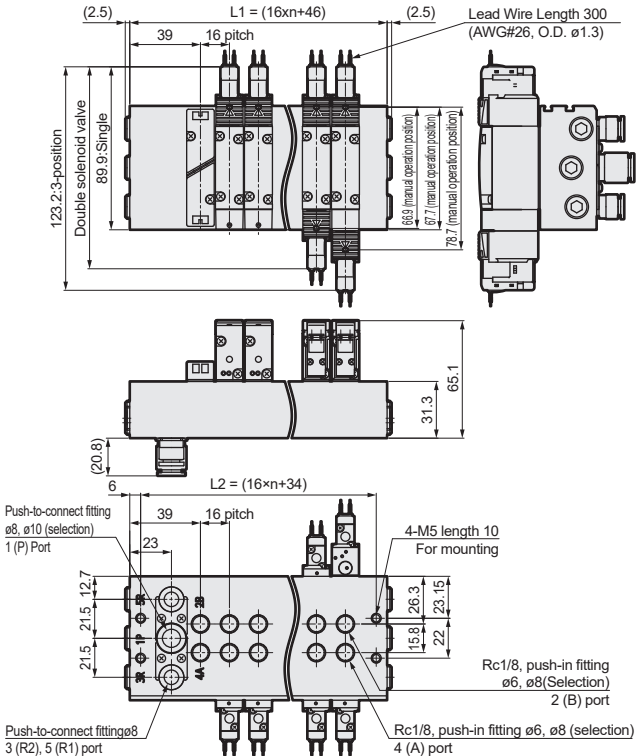 (2.5)
L1 = (16xn+46)
(2.5)
Lead Wire Length 300
(AWG#26, O.D. ø1.3)
39
16 pitch
123.2:3-position
Double solenoid valve
89.9:Single
66.9 (manual operation position)
67.7 (manual operation position)
78.7 (manual operation position)
65.1
31.3
(20.8)
6
L2 = (16×n+34)
Push-to-connect fitting
ø8, ø10 (selection)
1 (P) Port
39
16 pitch
23
4-M5 length 10
For mounting
12.7
21.5
21.5
5R
1P
3R
2B
4A
26.3
15.8
23.15
22
Rc1/8, push-in fitting
ø6, ø8(Selection)
2 (B) port
Push-to-connect fittingø8
3 (R2), 5 (R1) port
Rc1/8, push-in fitting ø6, ø8 (selection)
4 (A) port